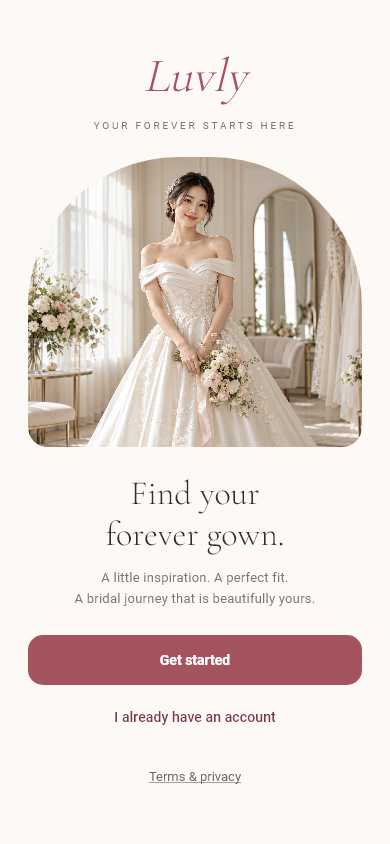 Luvly
YOUR FOREVER STARTS HERE
Find your
forever gown.
A little inspiration. A perfect fit.
A bridal journey that is beautifully yours.
Get started
I already have an account
Terms & privacy